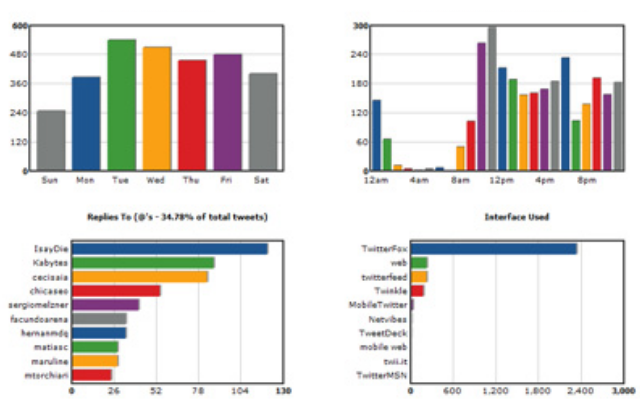 600
480
360
240
120
0
Sun Mon Tue Wed Thu Fri Sat
300
240
180
120
60
0
12am 4am 8am 12pm 4pm 8pm
Replies To (@'s - 34.78% of total tweets)
IsayDie
Kabytes
cecisaia
chicaseo
sergiomelzner
facundoarena
hernanmdq
matiasc
maruline
mtorchiari
0 26 52 78 104 130
Interface Used
TwitterFox
web
twitterfeed
Twinkle
MobileTwitter
Netvibes
TweetDeck
mobile web
twii.it
TwitterMSN
0 600 1,200 1,800 2,400 3,000